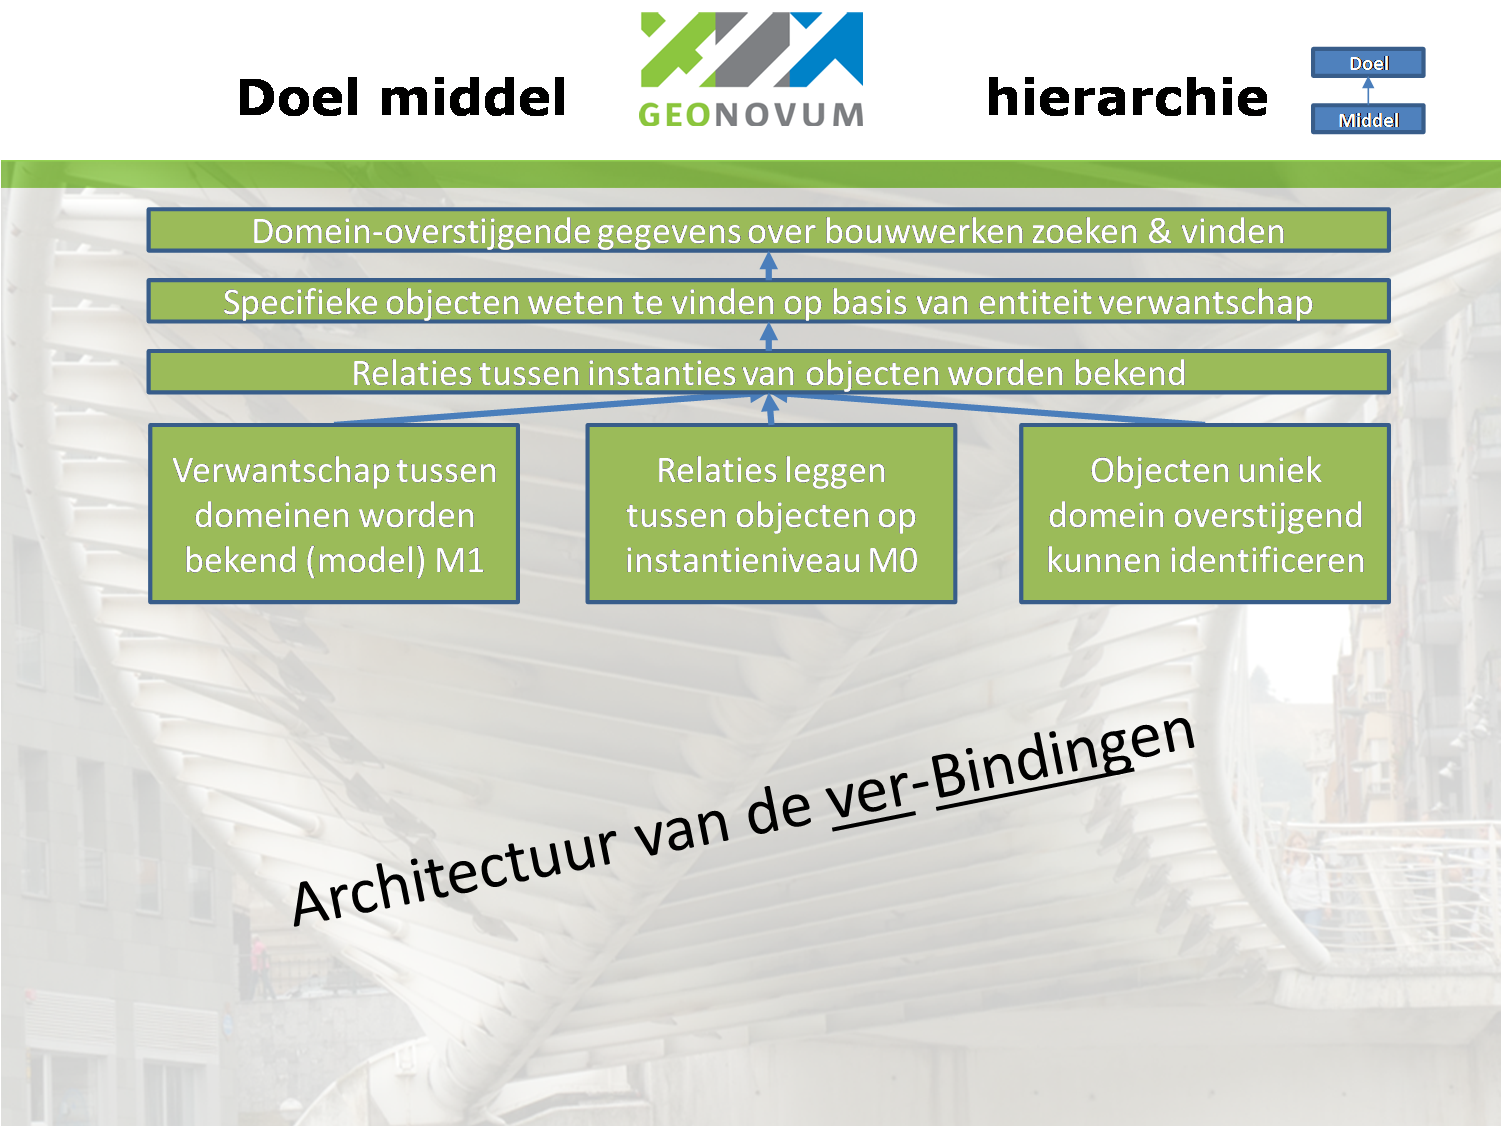 Doel middel hierarchie
GEONOVUM
Doel
Middel
Domein-overstijgende gegevens over bouwwerken zoeken & vinden
Specifieke objecten weten te vinden op basis van entiteit verwantschap
Relaties tussen instanties van objecten worden bekend
Verwantschap tussen
domeinen worden
bekend (model) M1
Relaties leggen
tussen objecten op
instantieniveau M0
Objecten uniek
domein overstijgend
kunnen identificeren
Architectuur van de ver-Bindingen